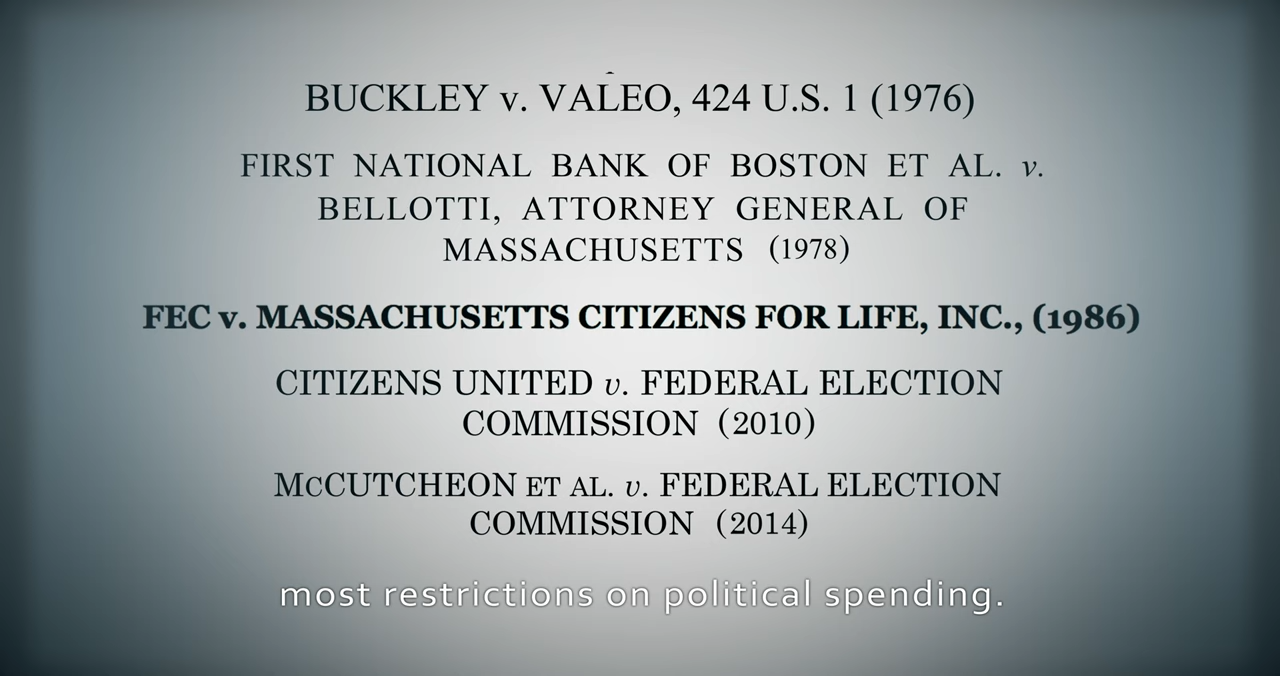 BUCKLEY v. VALEO, 424 U.S. 1 (1976)
FIRST NATIONAL BANK OF BOSTON ET AL. v.
BELLOTTI, ATTORNEY GENERAL OF
MASSACHUSETTS (1978)
FEC v. MASSACHUSETTS CITIZENS FOR LIFE, INC., (1986)
CITIZENS UNITED v. FEDERAL ELECTION
COMMISSION (2010)
MCCUTCHEON ET AL. v. FEDERAL ELECTION
COMMISSION (2014)
most restrictions on political spending.